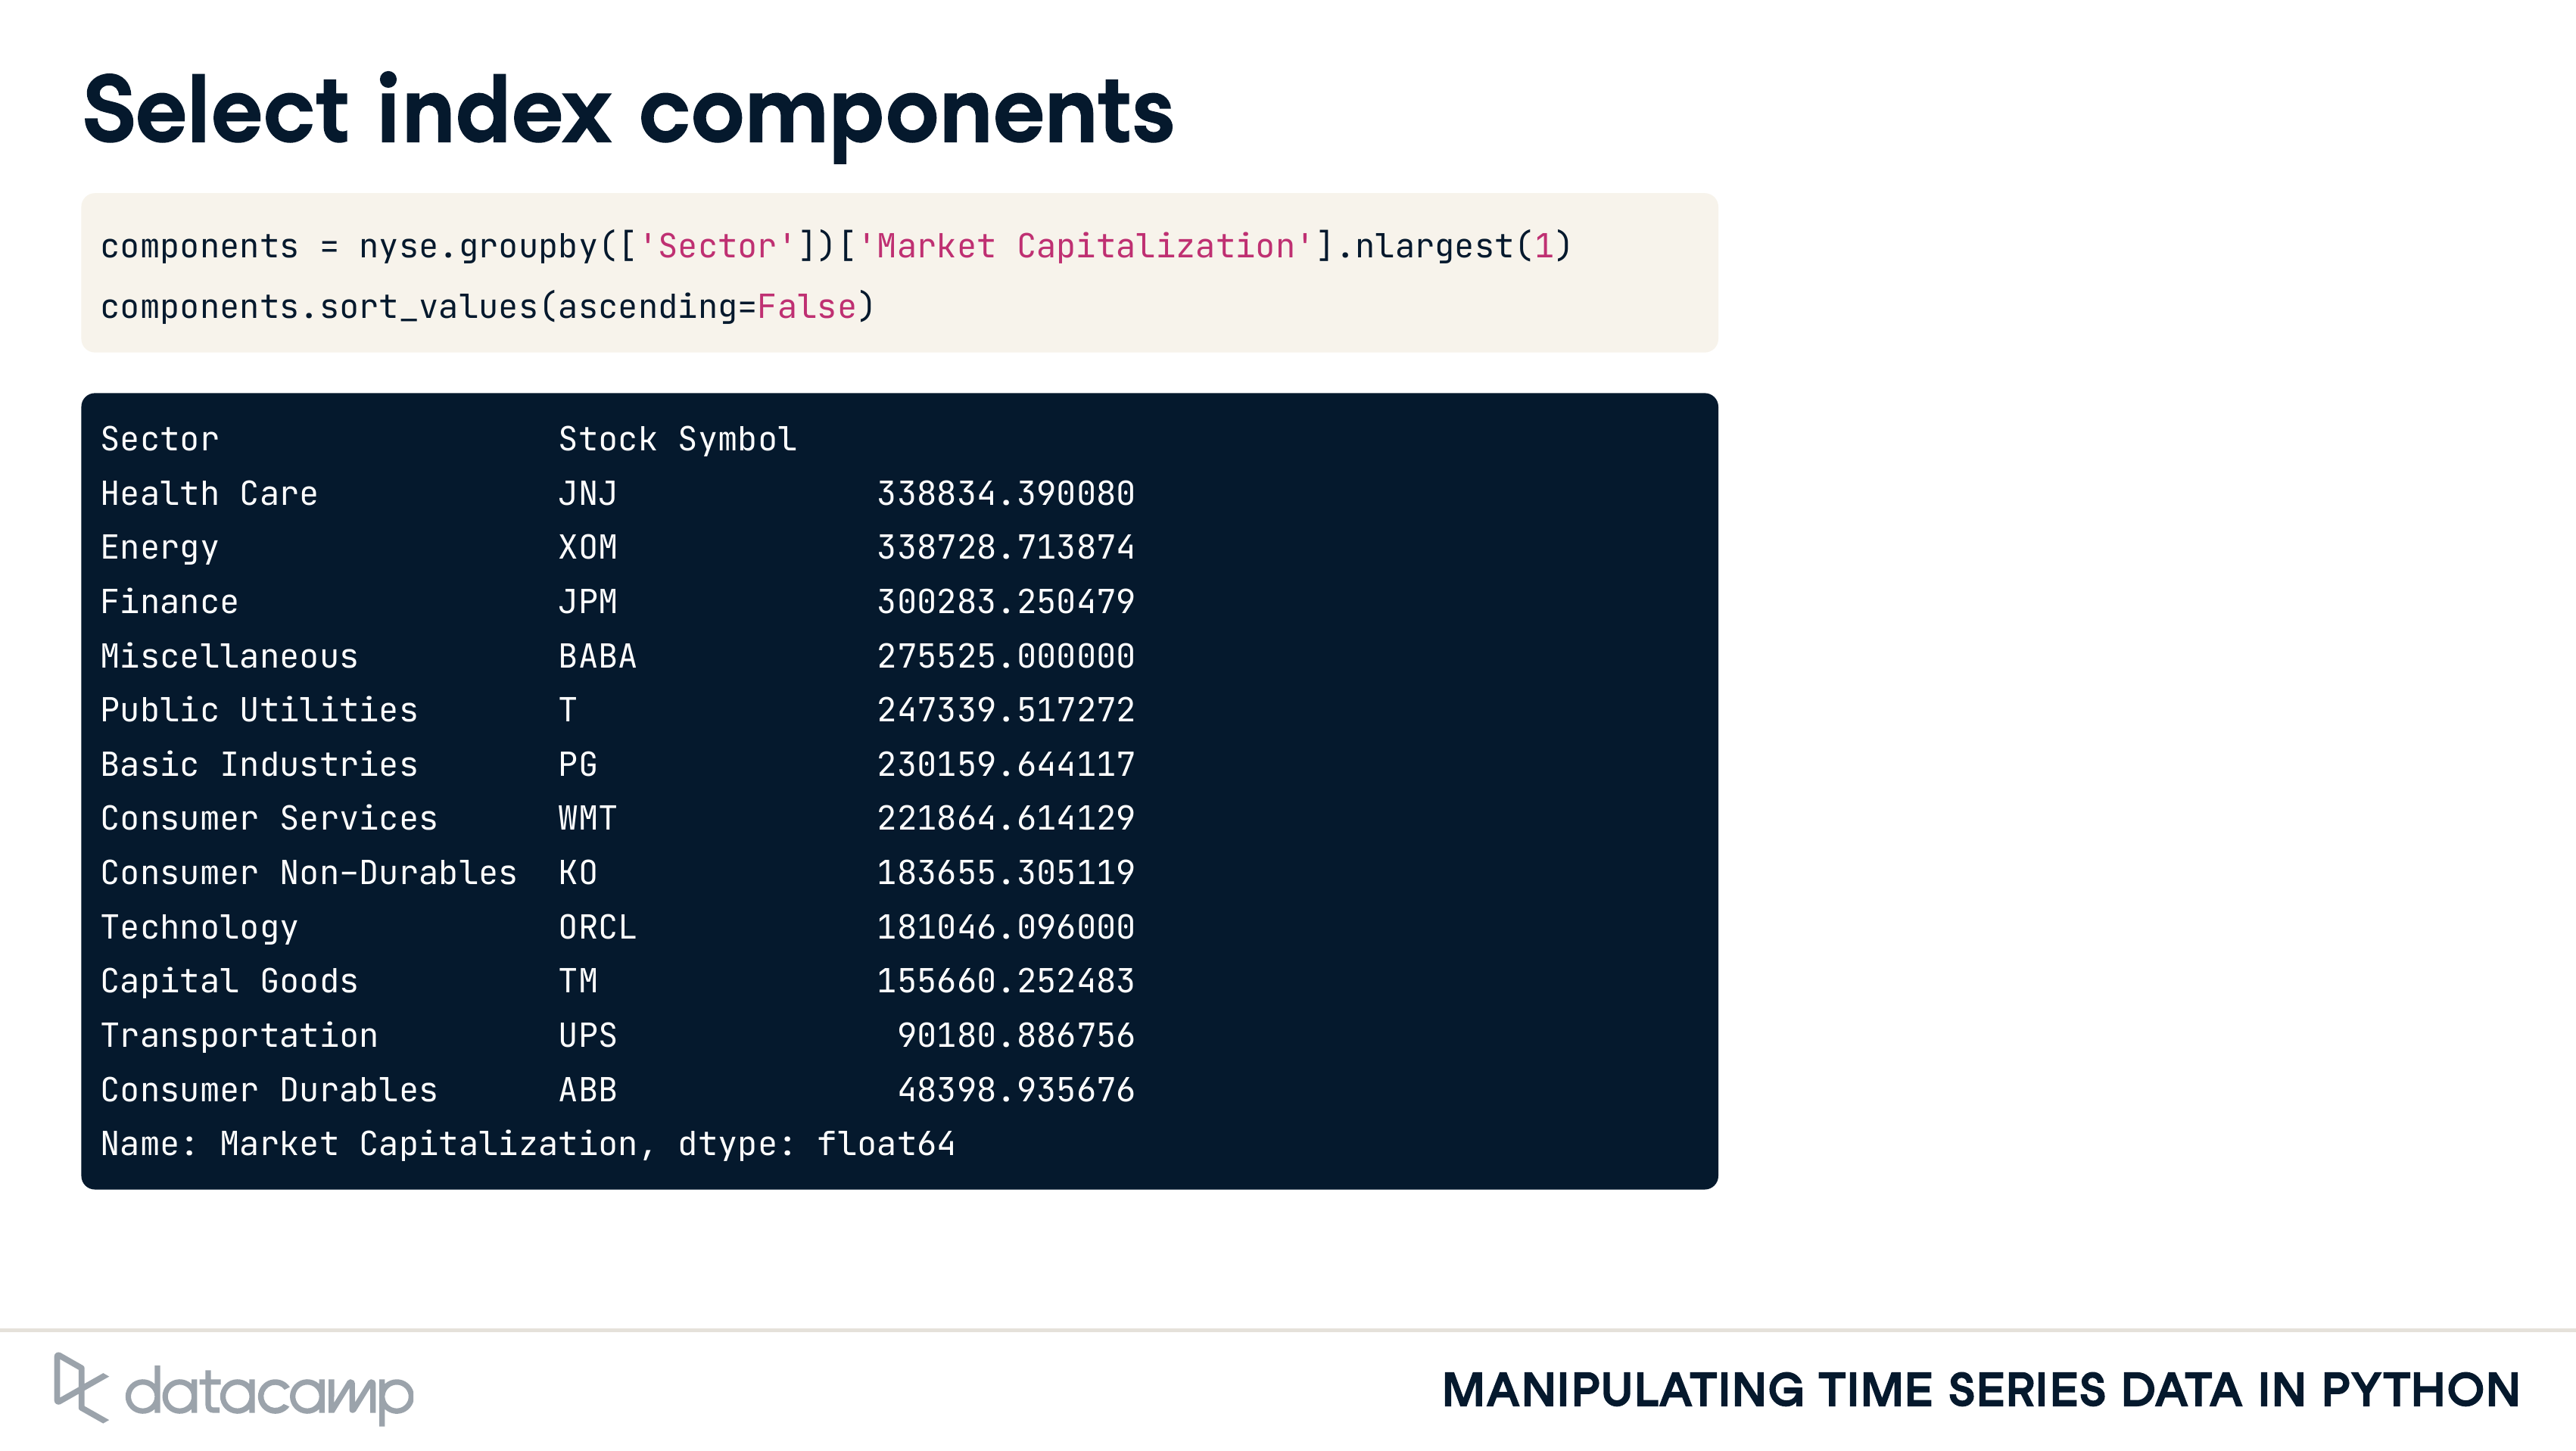 Select index components
components = nyse.groupby(['Sector'])['Market Capitalization'].nlargest(1)
components.sort_values(ascending=False)
Sector                 Stock Symbol
Health Care            JNJ             338834.390080
Energy                 XOM             338728.713874
Finance                JPM             300283.250479
Miscellaneous          BABA            275525.000000
Public Utilities       T               247339.517272
Basic Industries       PG              230159.644117
Consumer Services      WMT             221864.614129
Consumer Non-Durables  KO              183655.305119
Technology             ORCL            181046.096000
Capital Goods          TM              155660.252483
Transportation         UPS              90180.886756
Consumer Durables      ABB              48398.935676
Name: Market Capitalization, dtype: float64
datacamp
MANIPULATING TIME SERIES DATA IN PYTHON